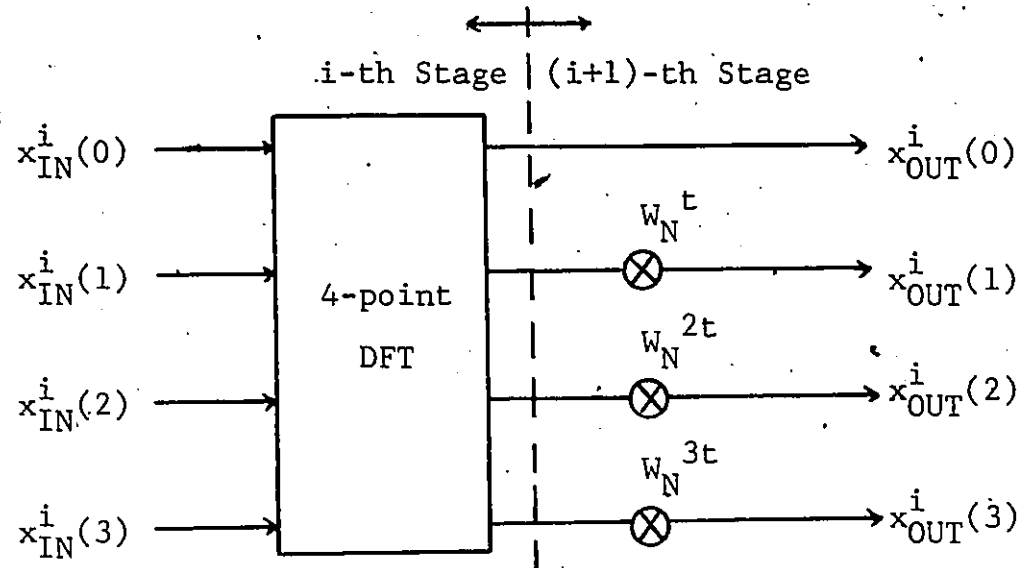 i-th Stage (i+1)-th Stage
x^i_IN(0) x^i_OUT(0)
W_N^t
x^i_IN(1) x^i_OUT(1)
4-point
DFT
W_N^2t
x^i_IN(2) x^i_OUT(2)
W_N^3t
x^i_IN(3) x^i_OUT(3)